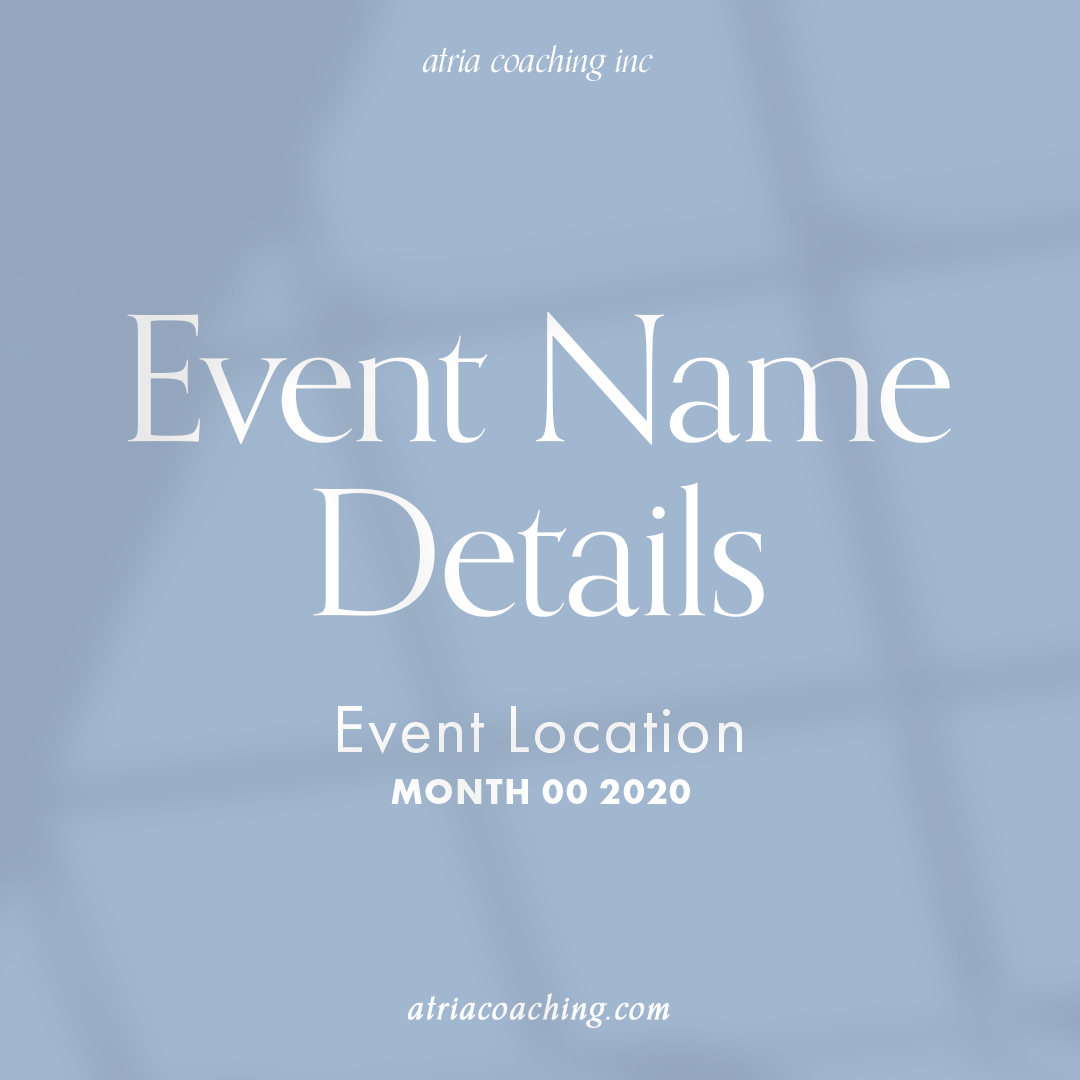 atria coaching inc
Event Name
Details
Event Location
MONTH 00 2020
atriacoaching.com